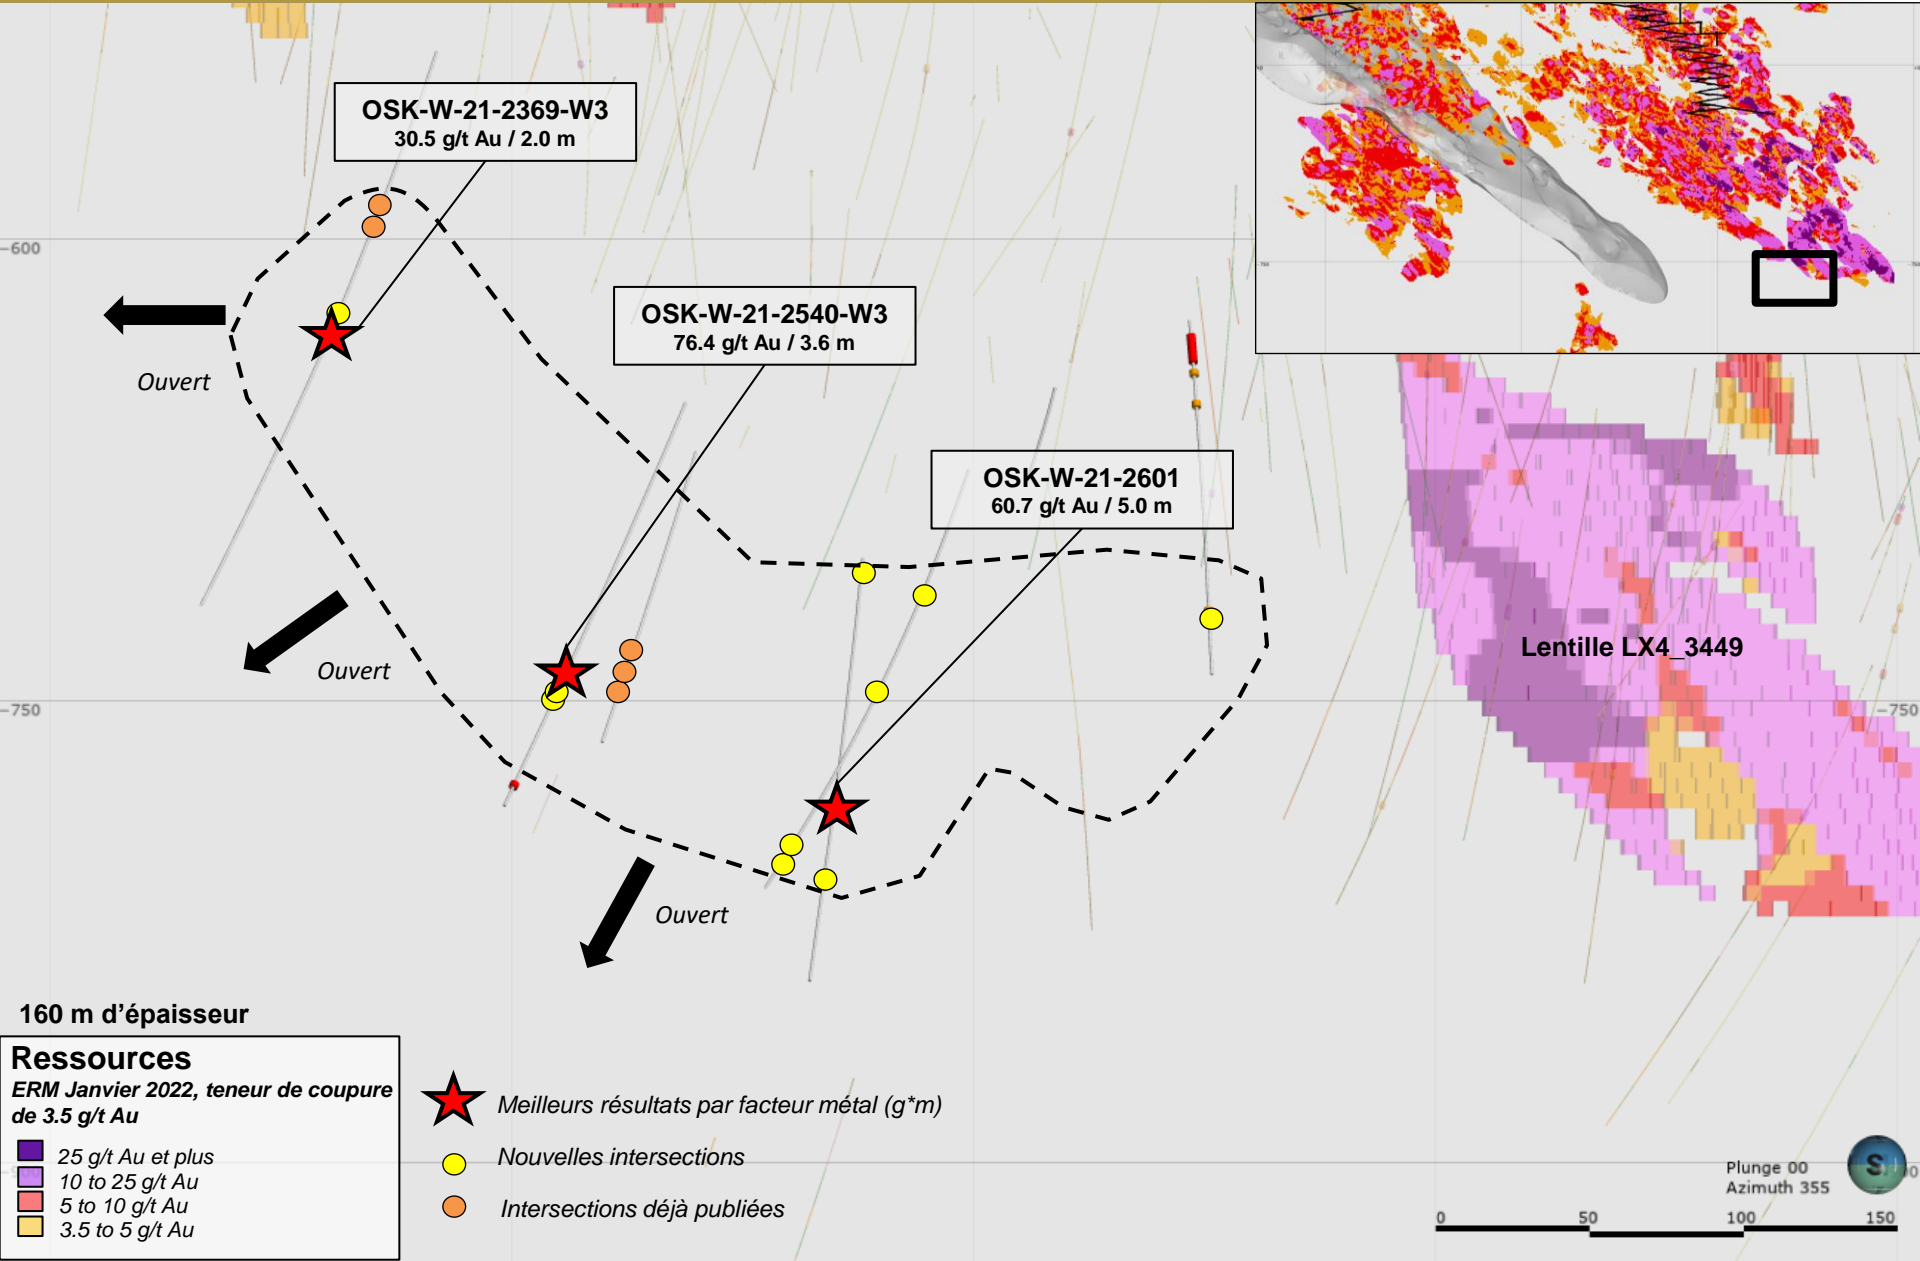 OSK-W-21-2369-W3
30.5 g/t Au / 2.0 m
-600
OSK-W-21-2540-W3
76.4 g/t Au / 3.6 m
Ouvert
OSK-W-21-2601
60.7 g/t Au / 5.0 m
Lentille LX4_3449
Ouvert
-750
-750
Ouvert
160 m d’épaisseur
Ressources
ERM Janvier 2022, teneur de coupure
de 3.5 g/t Au
25 g/t Au et plus
10 to 25 g/t Au
5 to 10 g/t Au
3.5 to 5 g/t Au
Meilleurs résultats par facteur métal (g*m)
Nouvelles intersections
Intersections déjà publiées
Plunge 00
Azimuth 355
S
0 50 100 150